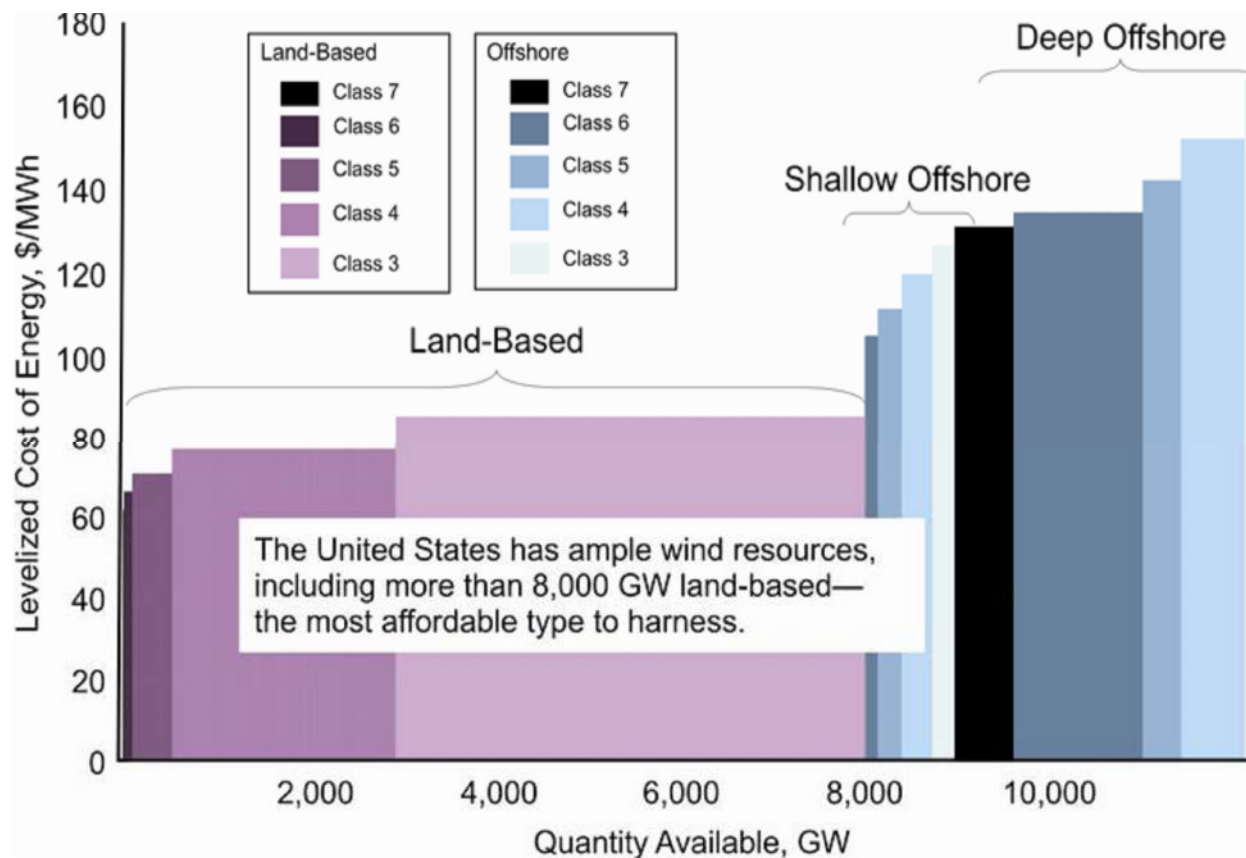 180
160
140
120
100
80
60
40
20
0
Levelized Cost of Energy, $/MWh
Land-Based
Class 7
Class 6
Class 5
Class 4
Class 3
Offshore
Class 7
Class 6
Class 5
Class 4
Class 3
Deep Offshore
Shallow Offshore
Land-Based
The United States has ample wind resources,
including more than 8,000 GW land-based—
the most affordable type to harness.
2,000
4,000
6,000
8,000
10,000
Quantity Available, GW